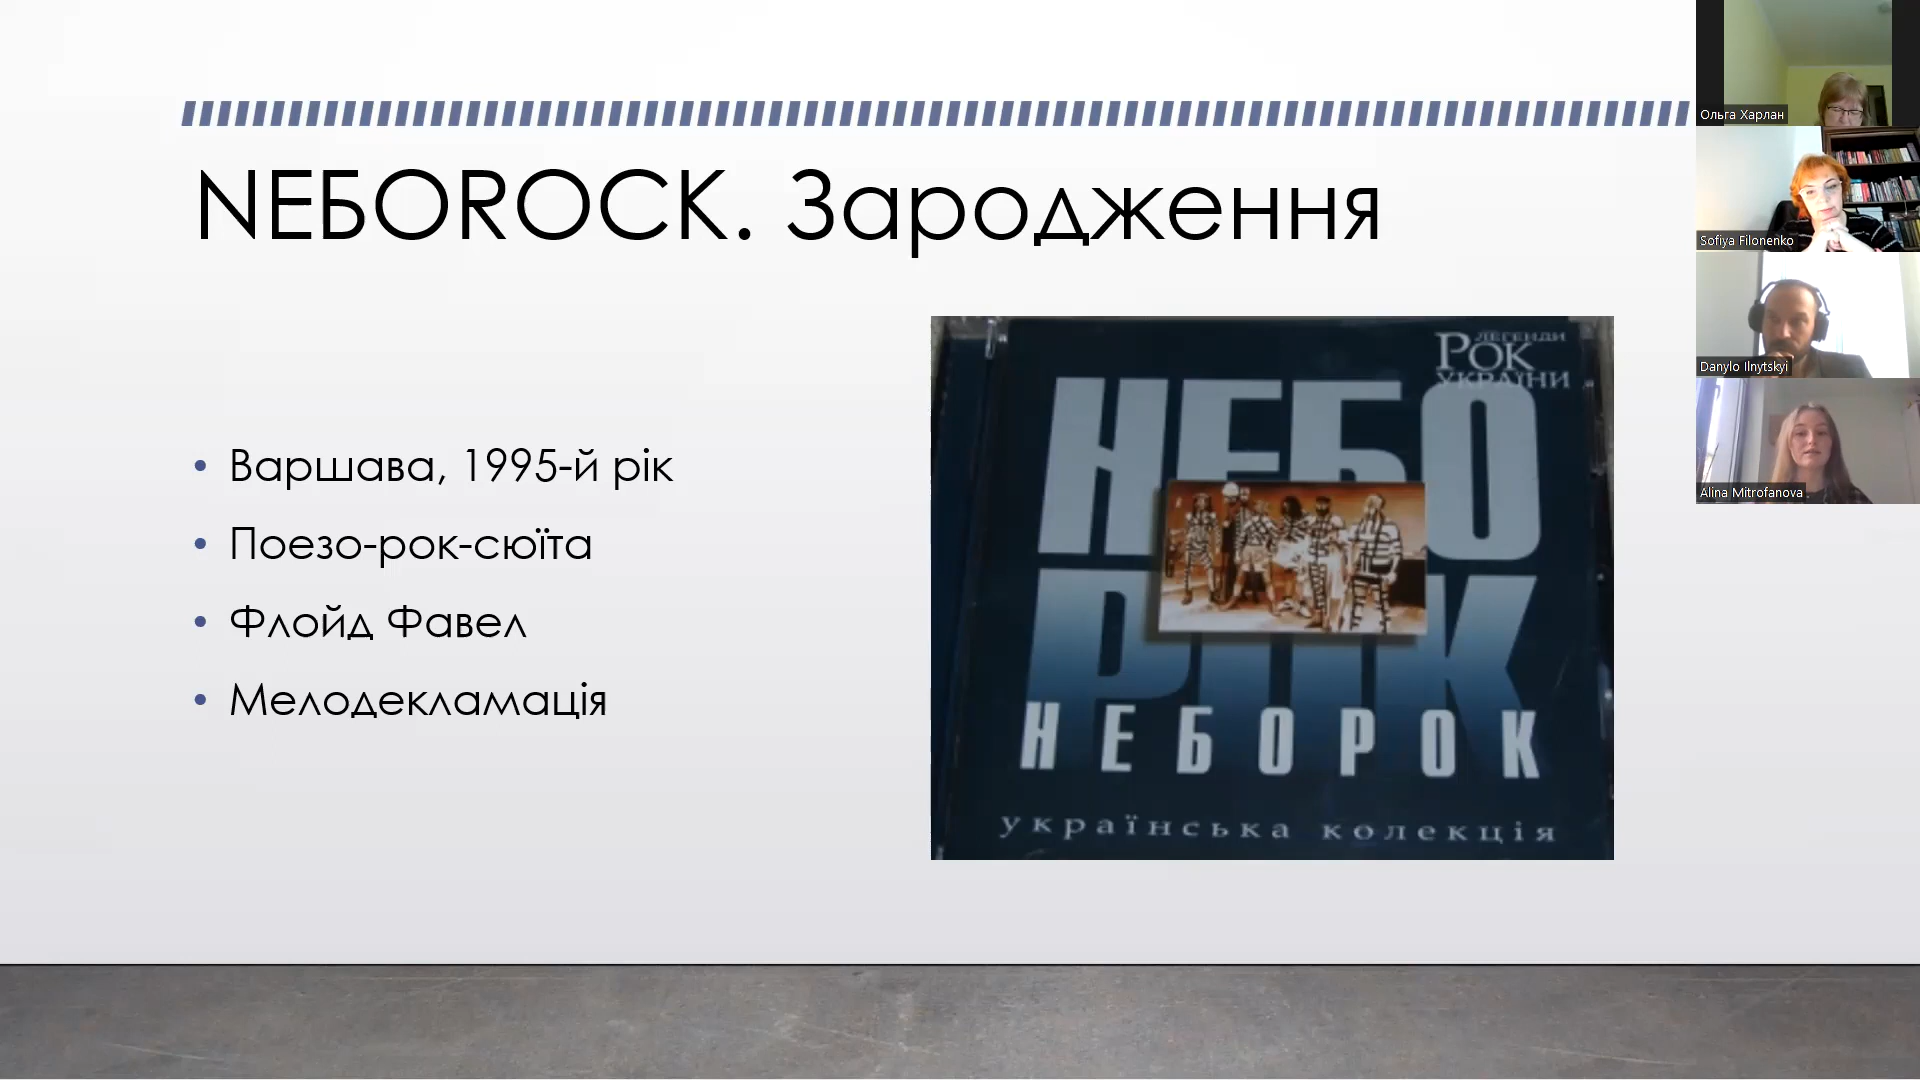 NEБOROCK. Зародження
• Варшава, 1995-й рік
• Поезо-рок-сюїта
• Флойд Фавел
• Мелодекламація
ЛЕГЕНДИ
РОК
УКРАЇНИ
НЕБО
РОК
НЕБОРОК
українська колекція
Ольга Харлан
Sofiya Filonenko
Danylo Ilnytskyi
Alina Mitrofanova